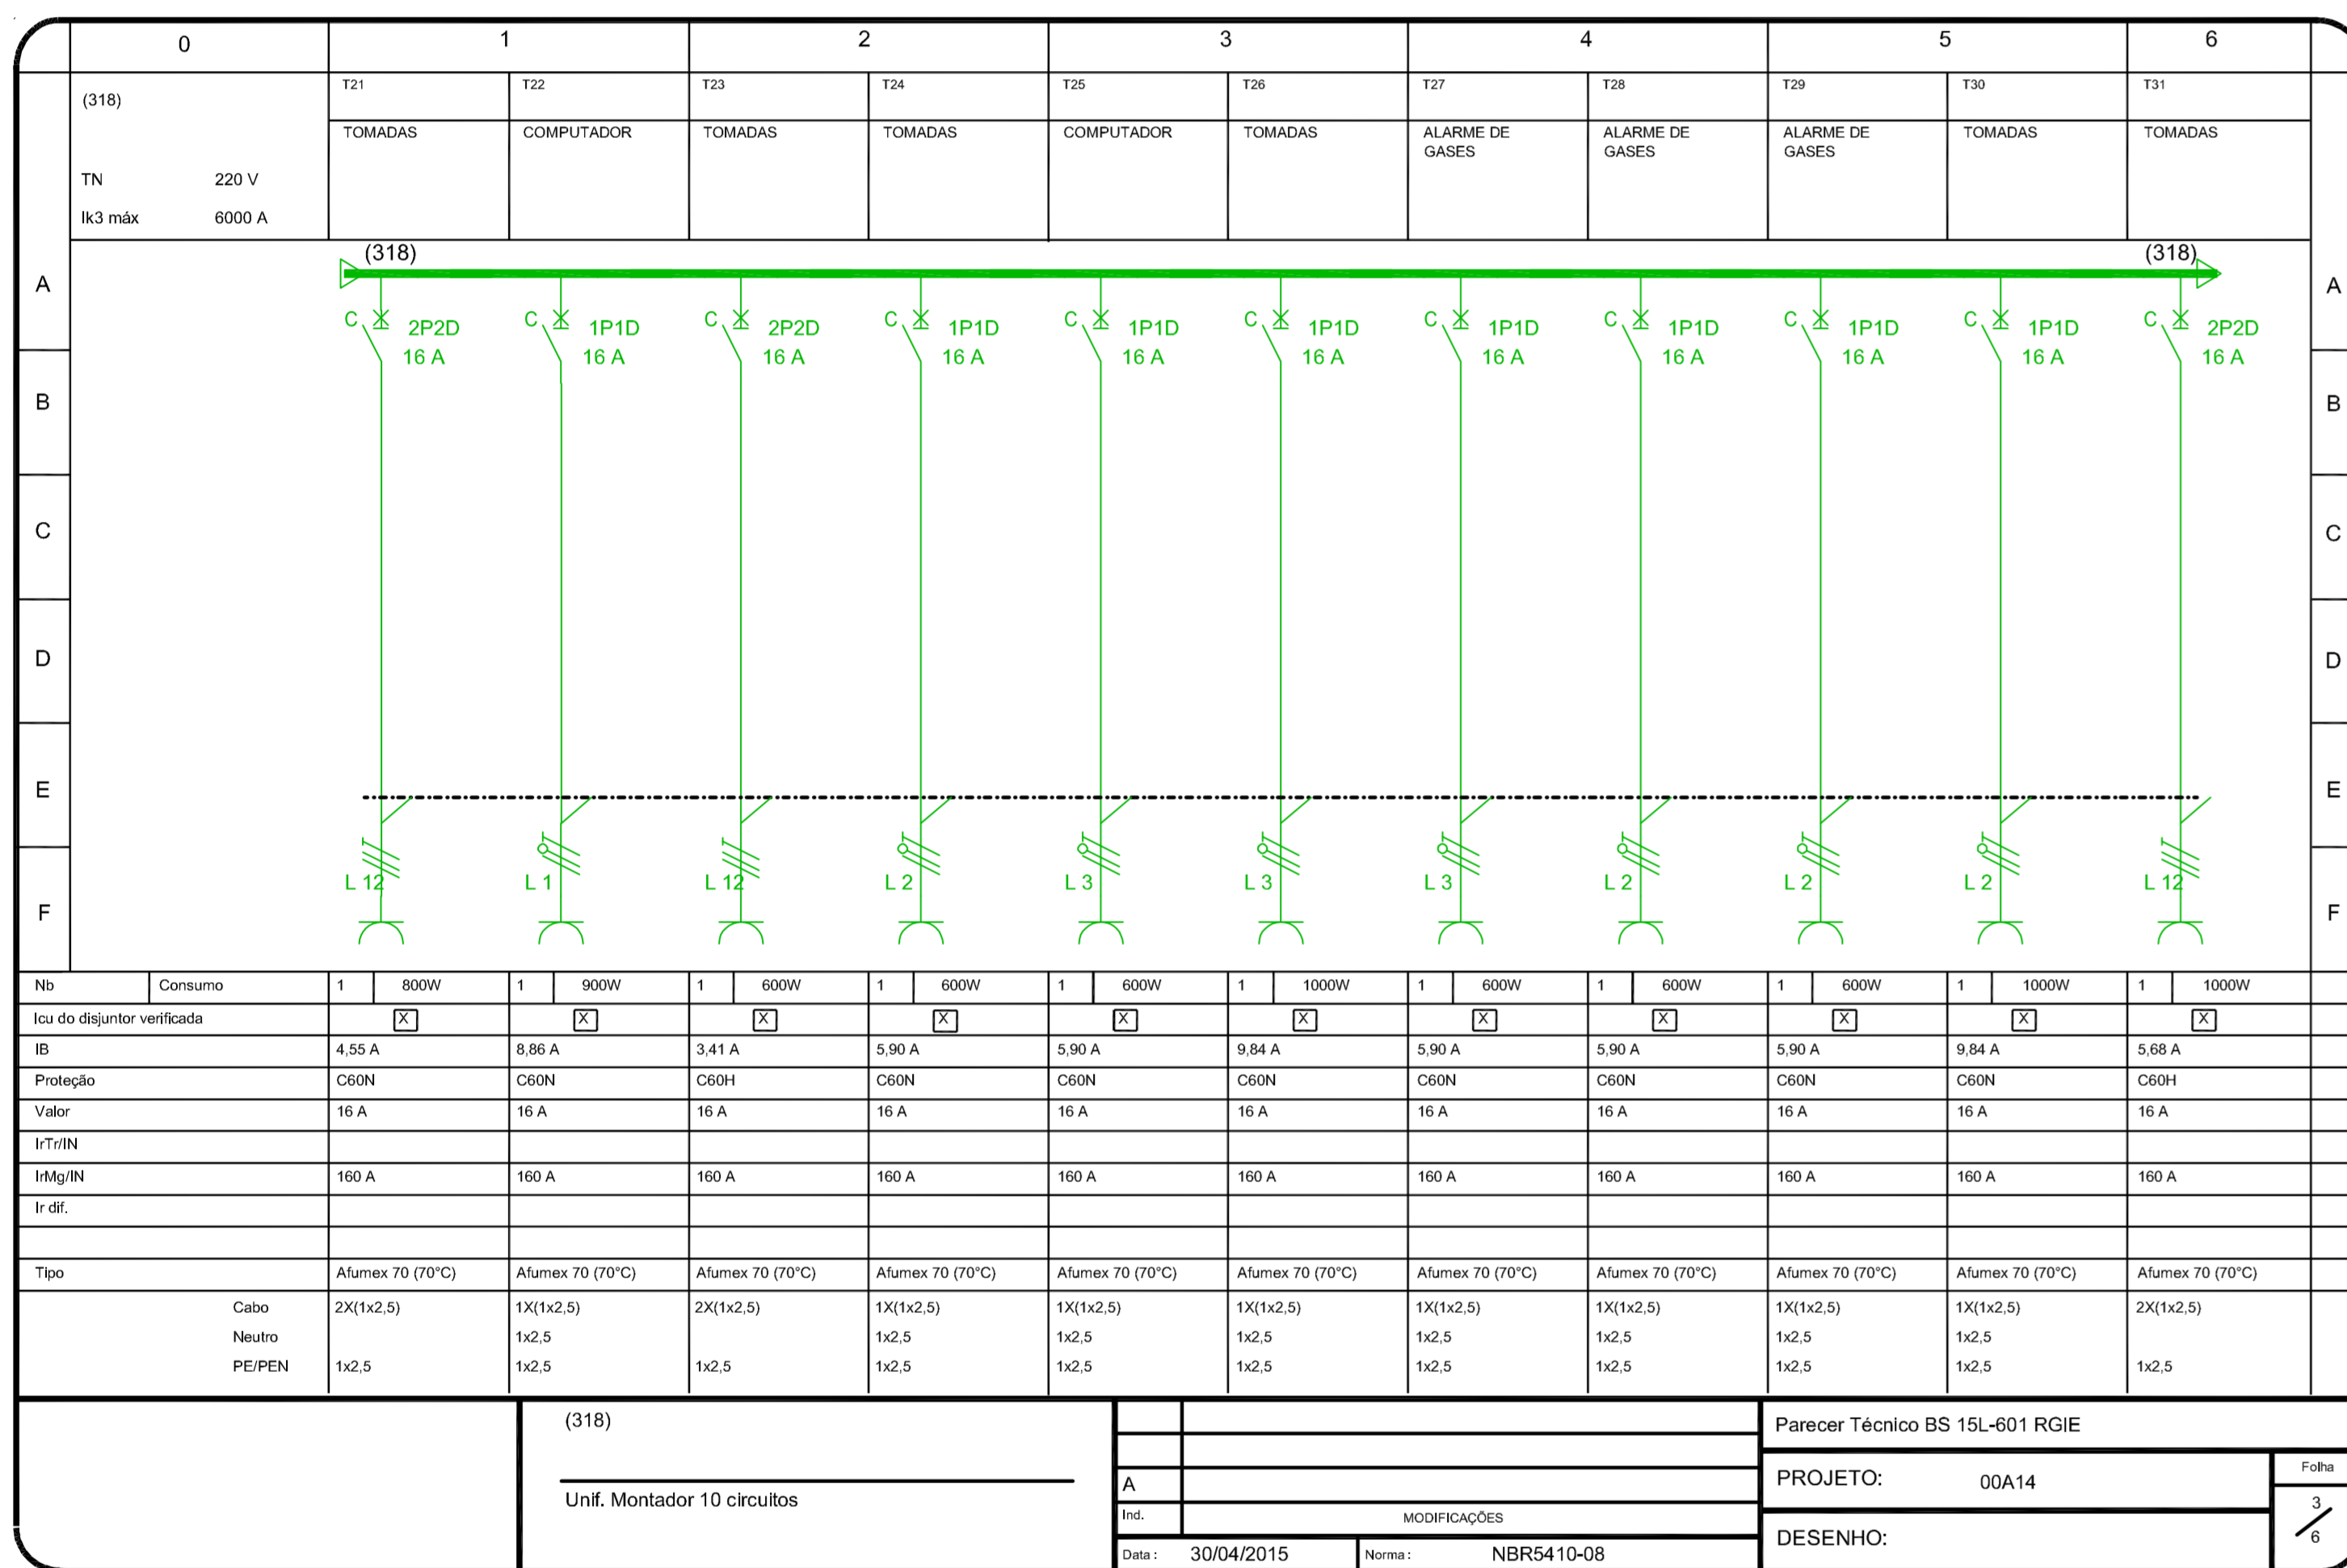 0 1 2 3 4 5 6
(318) T21 T22 T23 T24 T25 T26 T27 T28 T29 T30 T31
TOMADAS COMPUTADOR TOMADAS TOMADAS COMPUTADOR TOMADAS ALARME DE ALARME DE ALARME DE TOMADAS TOMADAS
GASES GASES GASES
TN 220 V
Ik3 máx 6000 A
(318) (318)
A A
C 2P2D C 1P1D C 2P2D C 1P1D C 1P1D C 1P1D C 1P1D C 1P1D C 1P1D C 1P1D C 2P2D
16 A 16 A 16 A 16 A 16 A 16 A 16 A 16 A 16 A 16 A 16 A
B B
C C
D D
E E
L 12 L 1 L 12 L 2 L 3 L 3 L 3 L 2 L 2 L 2 L 12
F F
Nb Consumo 1 800W 1 900W 1 600W 1 600W 1 600W 1 1000W 1 600W 1 600W 1 600W 1 1000W 1 1000W
Icu do disjuntor verificada X X X X X X X X X X X
IB 4,55 A 8,86 A 3,41 A 5,90 A 5,90 A 9,84 A 5,90 A 5,90 A 5,90 A 9,84 A 5,68 A
Proteção C60N C60N C60H C60N C60N C60N C60N C60N C60N C60N C60H
Valor 16 A 16 A 16 A 16 A 16 A 16 A 16 A 16 A 16 A 16 A 16 A
IrTr/IN
IrMg/IN 160 A 160 A 160 A 160 A 160 A 160 A 160 A 160 A 160 A 160 A 160 A
Ir dif.
Tipo Afumex 70 (70°C) Afumex 70 (70°C) Afumex 70 (70°C) Afumex 70 (70°C) Afumex 70 (70°C) Afumex 70 (70°C) Afumex 70 (70°C) Afumex 70 (70°C) Afumex 70 (70°C) Afumex 70 (70°C) Afumex 70 (70°C)
Cabo 2X(1x2,5) 1X(1x2,5) 2X(1x2,5) 1X(1x2,5) 1X(1x2,5) 1X(1x2,5) 1X(1x2,5) 1X(1x2,5) 1X(1x2,5) 1X(1x2,5) 2X(1x2,5)
Neutro 1x2,5 1x2,5 1x2,5 1x2,5 1x2,5 1x2,5 1x2,5 1x2,5
PE/PEN 1x2,5 1x2,5 1x2,5 1x2,5 1x2,5 1x2,5 1x2,5 1x2,5 1x2,5 1x2,5 1x2,5
(318)
Unif. Montador 10 circuitos
A
Ind. MODIFICAÇÕES
Data : 30/04/2015 Norma : NBR5410-08
Parecer Técnico BS 15L-601 RGIE
PROJETO: 00A14
DESENHO:
Folha
3
6